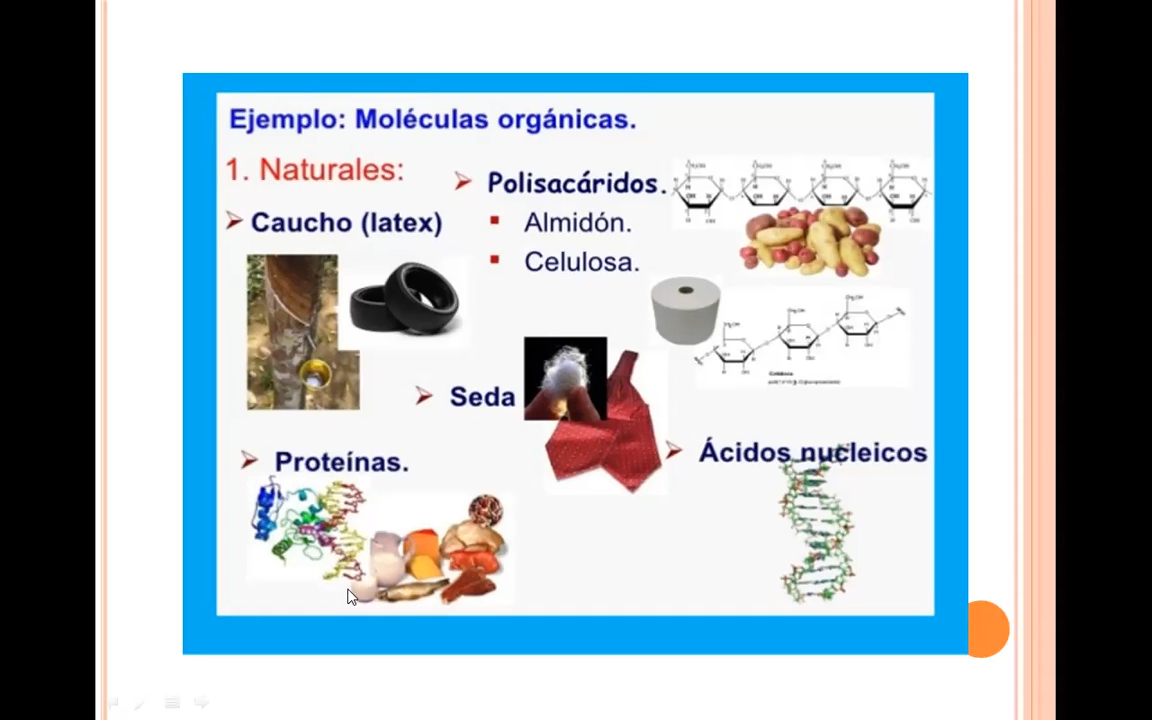 Ejemplo: Moléculas orgánicas.
1. Naturales:
➢ Caucho (latex)
➢ Polisacáridos.
▪ Almidón.
▪ Celulosa.
➢ Seda
➢ Proteínas.
➢ Ácidos nucleicos